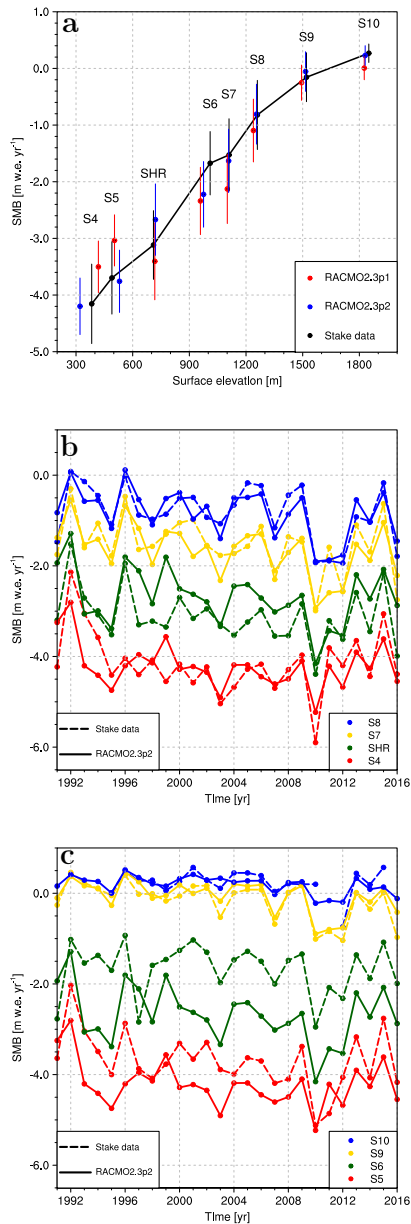 a
S10
S9
S8
S7
S6
SHR
S5
S4
1.0
0.0
-1.0
-2.0
-3.0
-4.0
-5.0
SMB [m w.e. yr⁻¹]
RACMO2.3p1
RACMO2.3p2
Stake data
300 600 900 1200 1500 1800
Surface elevation [m]
b
0.0
-2.0
-4.0
-6.0
SMB [m w.e. yr⁻¹]
Stake data
RACMO2.3p2
S8
S7
SHR
S4
1992 1996 2000 2004 2008 2012 2016
TIme [yr]
c
0.0
-2.0
-4.0
-6.0
SMB [m w.e. yr⁻¹]
Stake data
RACMO2.3p2
S10
S9
S6
S5
1992 1996 2000 2004 2008 2012 2016
TIme [yr]